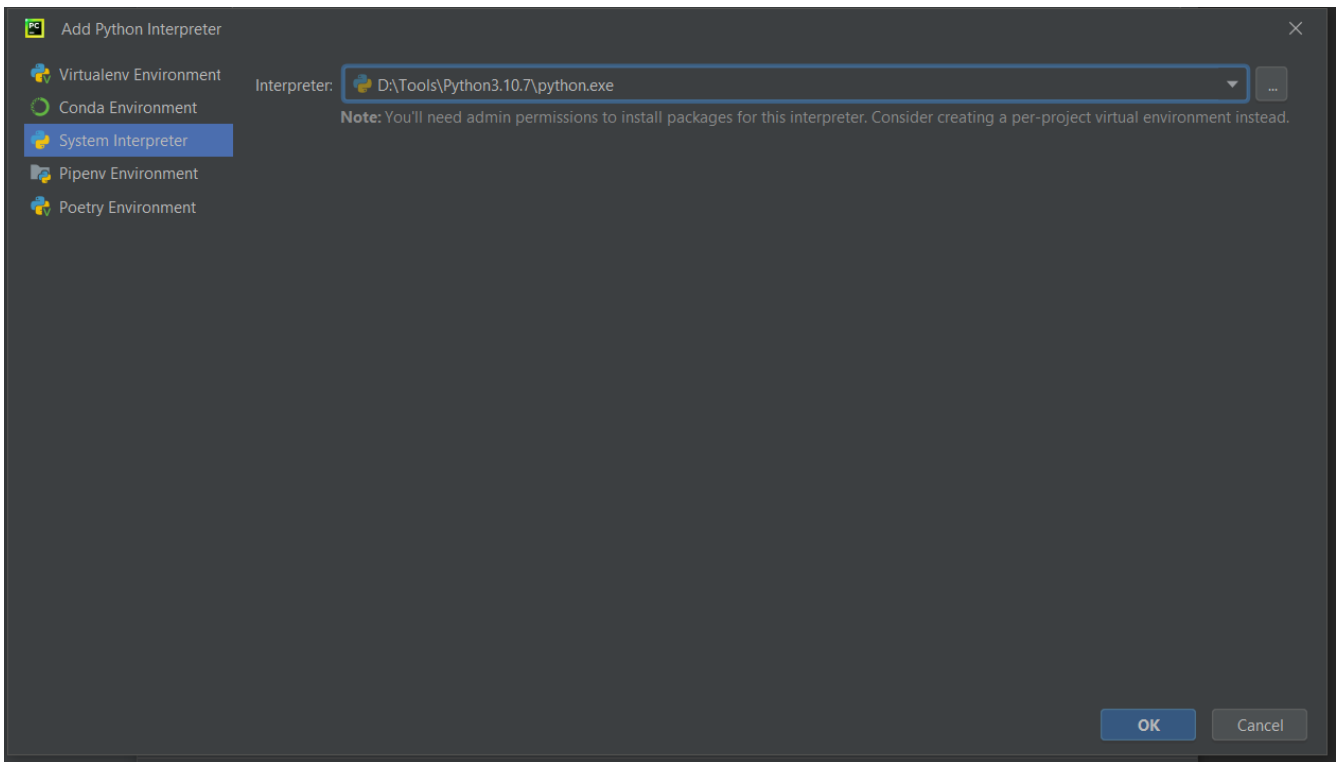 Add Python Interpreter
Virtualenv Environment
Conda Environment
System Interpreter
Pipenv Environment
Poetry Environment
Interpreter: D:\Tools\Python3.10.7\python.exe ...
Note: You'll need admin permissions to install packages for this interpreter. Consider creating a per-project virtual environment instead.
OK Cancel